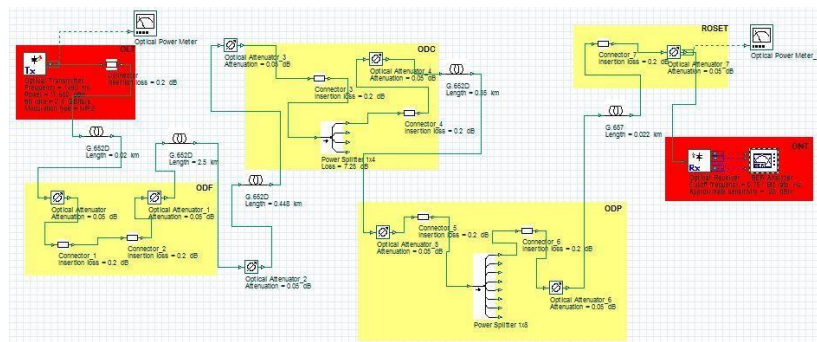 Optical Power Meter
OLT
Tx
Optical Transmitter
Connector
Insertion loss = 0.2 dB
G.652D
Length = 0.02 km
G.652D
Length = 2.5 km
ODF
Optical Attenuator
Attenuation = 0.05 dB
Optical Attenuator_1
Attenuation = 0.05 dB
Connector_1
Insertion loss = 0.2 dB
Connector_2
Insertion loss = 0.2 dB
G.652D
Length = 0.448 km
Optical Attenuator_2
Attenuation = 0.05 dB
ODC
Optical Attenuator_3
Attenuation = 0.05 dB
Connector_3
Insertion loss = 0.2 dB
Power Splitter 1x4
Loss = 7.25 dB
Optical Attenuator_4
Attenuation = 0.05 dB
Connector_4
Insertion loss = 0.2 dB
G.652D
ODP
Optical Attenuator_5
Attenuation = 0.05 dB
Connector_5
Insertion loss = 0.2 dB
Power Splitter 1x8
Connector_6
Insertion loss = 0.2 dB
Optical Attenuator_6
Attenuation = 0.05 dB
G.657
Length = 0.022 km
ROSET
Connector_7
Insertion loss = 0.2 dB
Optical Attenuator_7
Attenuation = 0.05 dB
Optical Power Meter_
ONT
Rx
Optical Receiver
BER Analyzer